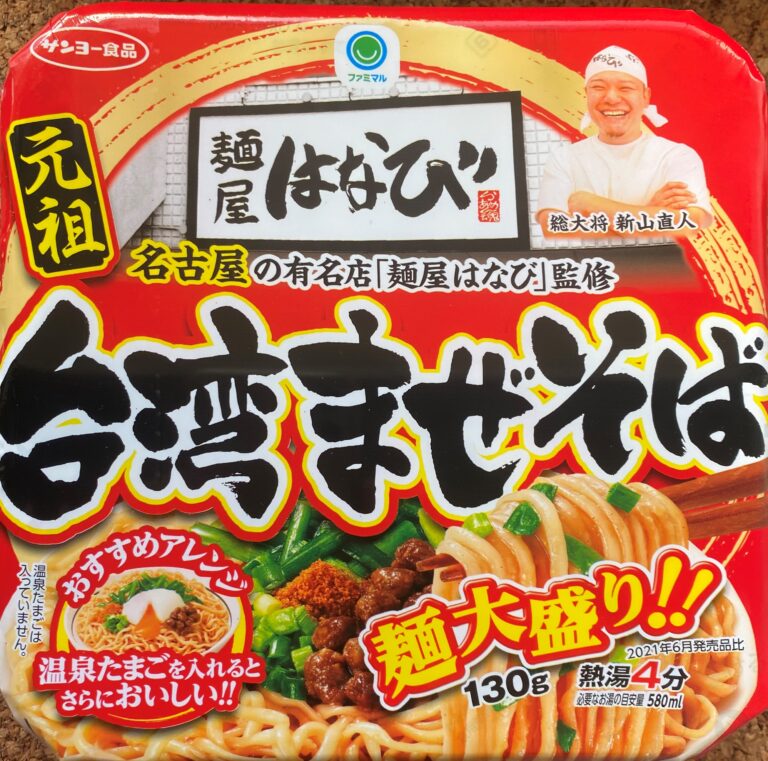 サンヨー食品
ファミマル
元祖
麺屋 はなび
総大将 新山直人
名古屋の有名店「麺屋はなび」監修
台湾まぜそば
おすすめアレンジ
温泉たまごを入れると
さらにおいしい!!
温泉たまごは
入っていません。
麺大盛り!!
2021年6月発売品比
130g
熱湯4分
必要なお湯の目安量 580ml